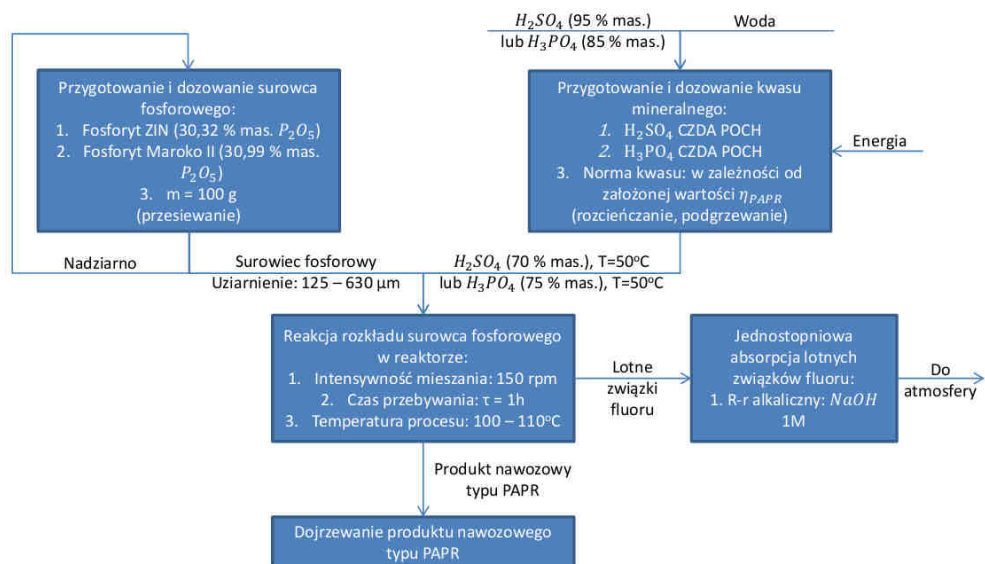 H₂SO₄ (95 % mas.)
lub H₃PO₄ (85 % mas.)
Woda
Przygotowanie i dozowanie surowca
fosforowego:
1. Fosforyt ZIN (30,32 % mas. P₂O₅)
2. Fosforyt Maroko II (30,99 % mas.
P₂O₅)
3. m = 100 g
(przesiewanie)
Przygotowanie i dozowanie kwasu
mineralnego:
1. H₂SO₄ CZDA POCH
2. H₃PO₄ CZDA POCH
3. Norma kwasu: w zależności od
założonej wartości η_PAPR
(rozcieńczanie, podgrzewanie)
Energia
Nadziarno
Surowiec fosforowy
Uziarnienie: 125 – 630 μm
H₂SO₄ (70 % mas.), T=50°C
lub H₃PO₄ (75 % mas.), T=50°C
Reakcja rozkładu surowca fosforowego
w reaktorze:
1. Intensywność mieszania: 150 rpm
2. Czas przebywania: τ = 1h
3. Temperatura procesu: 100 – 110°C
Lotne
związki
fluoru
Jednostopniowa
absorpcja lotnych
związków fluoru:
1. R-r alkaliczny: NaOH
1M
Do
atmosfery
Produkt nawozowy
typu PAPR
Dojrzewanie produktu nawozowego
typu PAPR